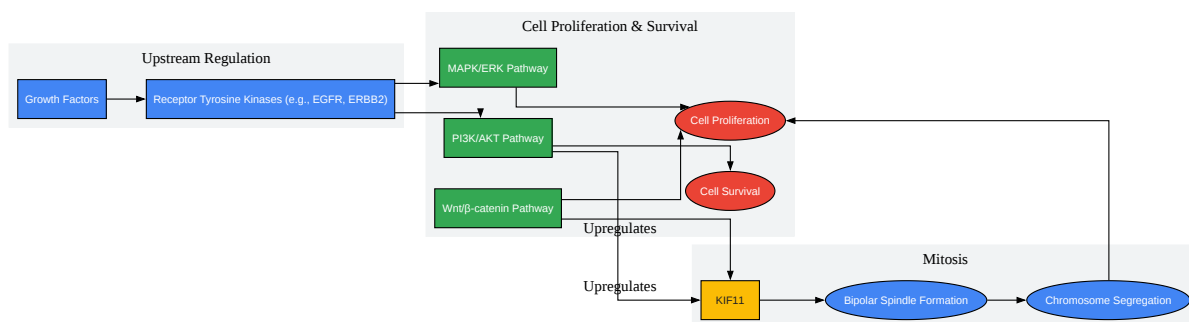 Cell Proliferation & Survival
Upstream Regulation
MAPK/ERK Pathway
Growth Factors
Receptor Tyrosine Kinases (e.g., EGFR, ERBB2)
Cell Proliferation
PI3K/AKT Pathway
Cell Survival
Wnt/β-catenin Pathway
Upregulates
Mitosis
Upregulates
KIF11
Bipolar Spindle Formation
Chromosome Segregation